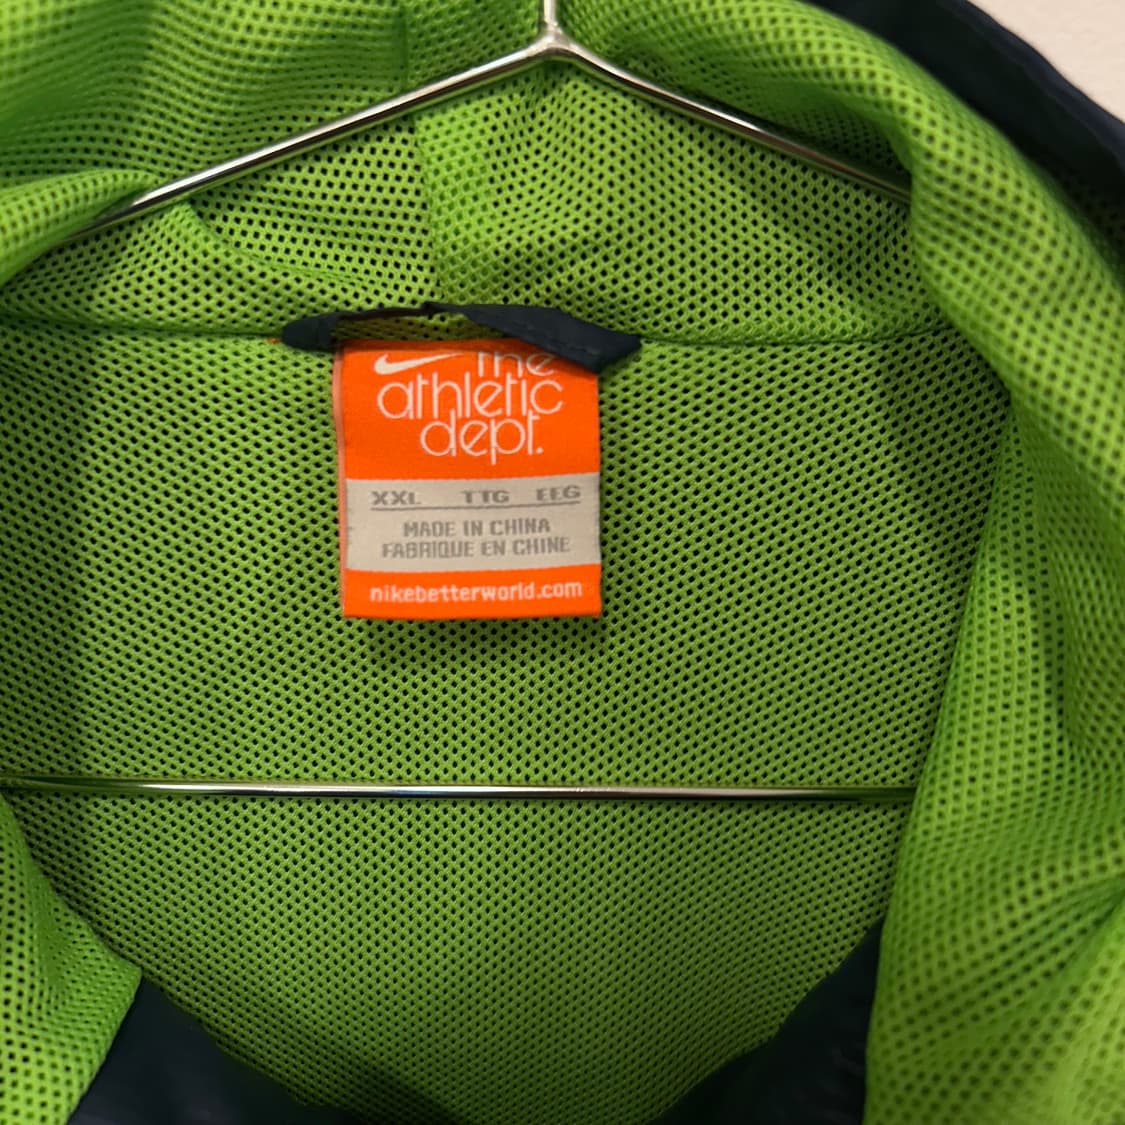 the
athletic
dept.
XXL TTG EEG
MADE IN CHINA
FABRIQUE EN CHINE
nikebetterworld.com